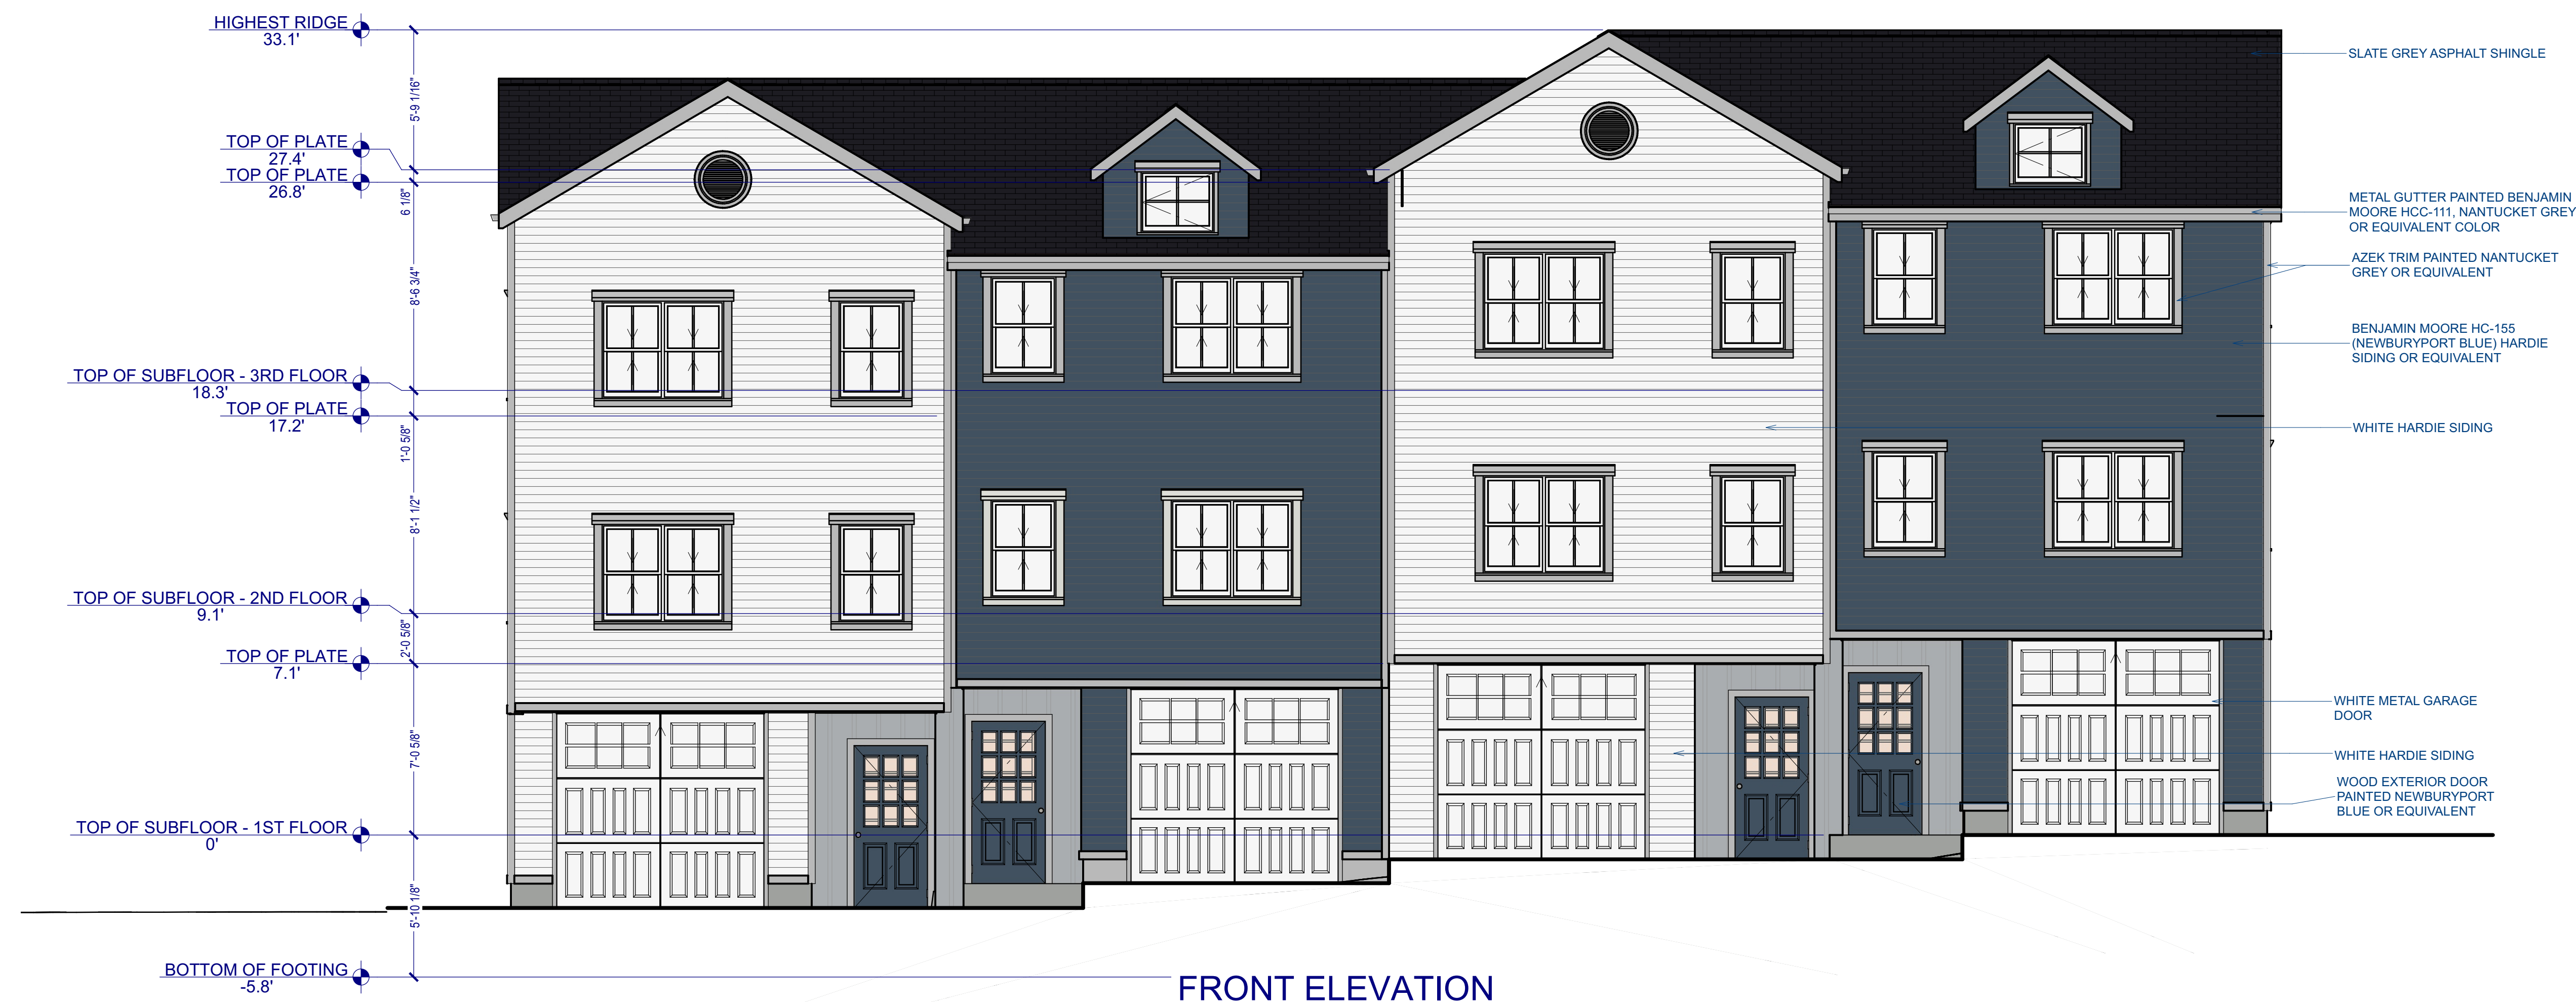 HIGHEST RIDGE
33.1'
5'-9 1/16"
TOP OF PLATE
27.4'
TOP OF PLATE
26.8'
6 1/8"
8'-6 3/4"
TOP OF SUBFLOOR - 3RD FLOOR
18.3'
TOP OF PLATE
17.2'
1'-0 5/8"
8'-1 1/2"
TOP OF SUBFLOOR - 2ND FLOOR
9.1'
2'-0 5/8"
TOP OF PLATE
7.1'
7'-0 5/8"
TOP OF SUBFLOOR - 1ST FLOOR
0'
5'-10 1/8"
BOTTOM OF FOOTING
-5.8'
SLATE GREY ASPHALT SHINGLE
METAL GUTTER PAINTED BENJAMIN
MOORE HCC-111, NANTUCKET GREY
OR EQUIVALENT COLOR
AZEK TRIM PAINTED NANTUCKET
GREY OR EQUIVALENT
BENJAMIN MOORE HC-155
(NEWBURYPORT BLUE) HARDIE
SIDING OR EQUIVALENT
WHITE HARDIE SIDING
WHITE METAL GARAGE
DOOR
WHITE HARDIE SIDING
WOOD EXTERIOR DOOR
PAINTED NEWBURYPORT
BLUE OR EQUIVALENT
FRONT ELEVATION